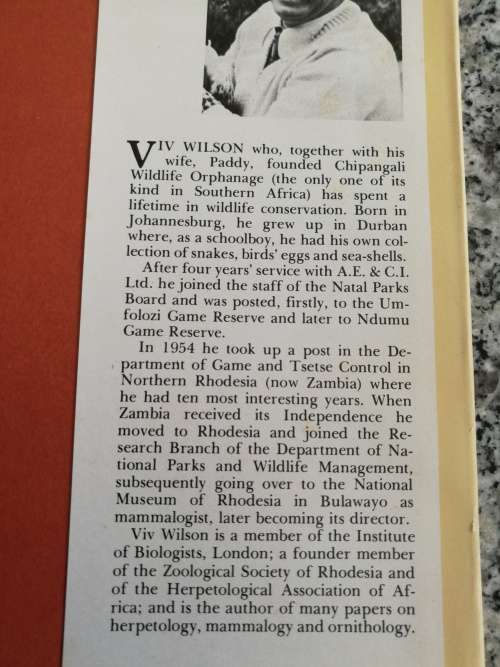 VIV WILSON who, together with his
wife, Paddy, founded Chipangali
Wildlife Orphanage (the only one of its
kind in Southern Africa) has spent a
lifetime in wildlife conservation. Born in
Johannesburg, he grew up in Durban
where, as a schoolboy, he had his own col-
lection of snakes, birds' eggs and sea-shells.
After four years' service with A.E. & C.I.
Ltd. he joined the staff of the Natal Parks
Board and was posted, firstly, to the Um-
folozi Game Reserve and later to Ndumu
Game Reserve.
In 1954 he took up a post in the De-
partment of Game and Tsetse Control in
Northern Rhodesia (now Zambia) where
he had ten most interesting years. When
Zambia received its Independence he
moved to Rhodesia and joined the Re-
search Branch of the Department of Na-
tional Parks and Wildlife Management,
subsequently going over to the National
Museum of Rhodesia in Bulawayo as
mammalogist, later becoming its director.
Viv Wilson is a member of the Institute
of Biologists, London; a founder member
of the Zoological Society of Rhodesia and
of the Herpetological Association of Af-
rica; and is the author of many papers on
herpetology, mammalogy and ornithology.